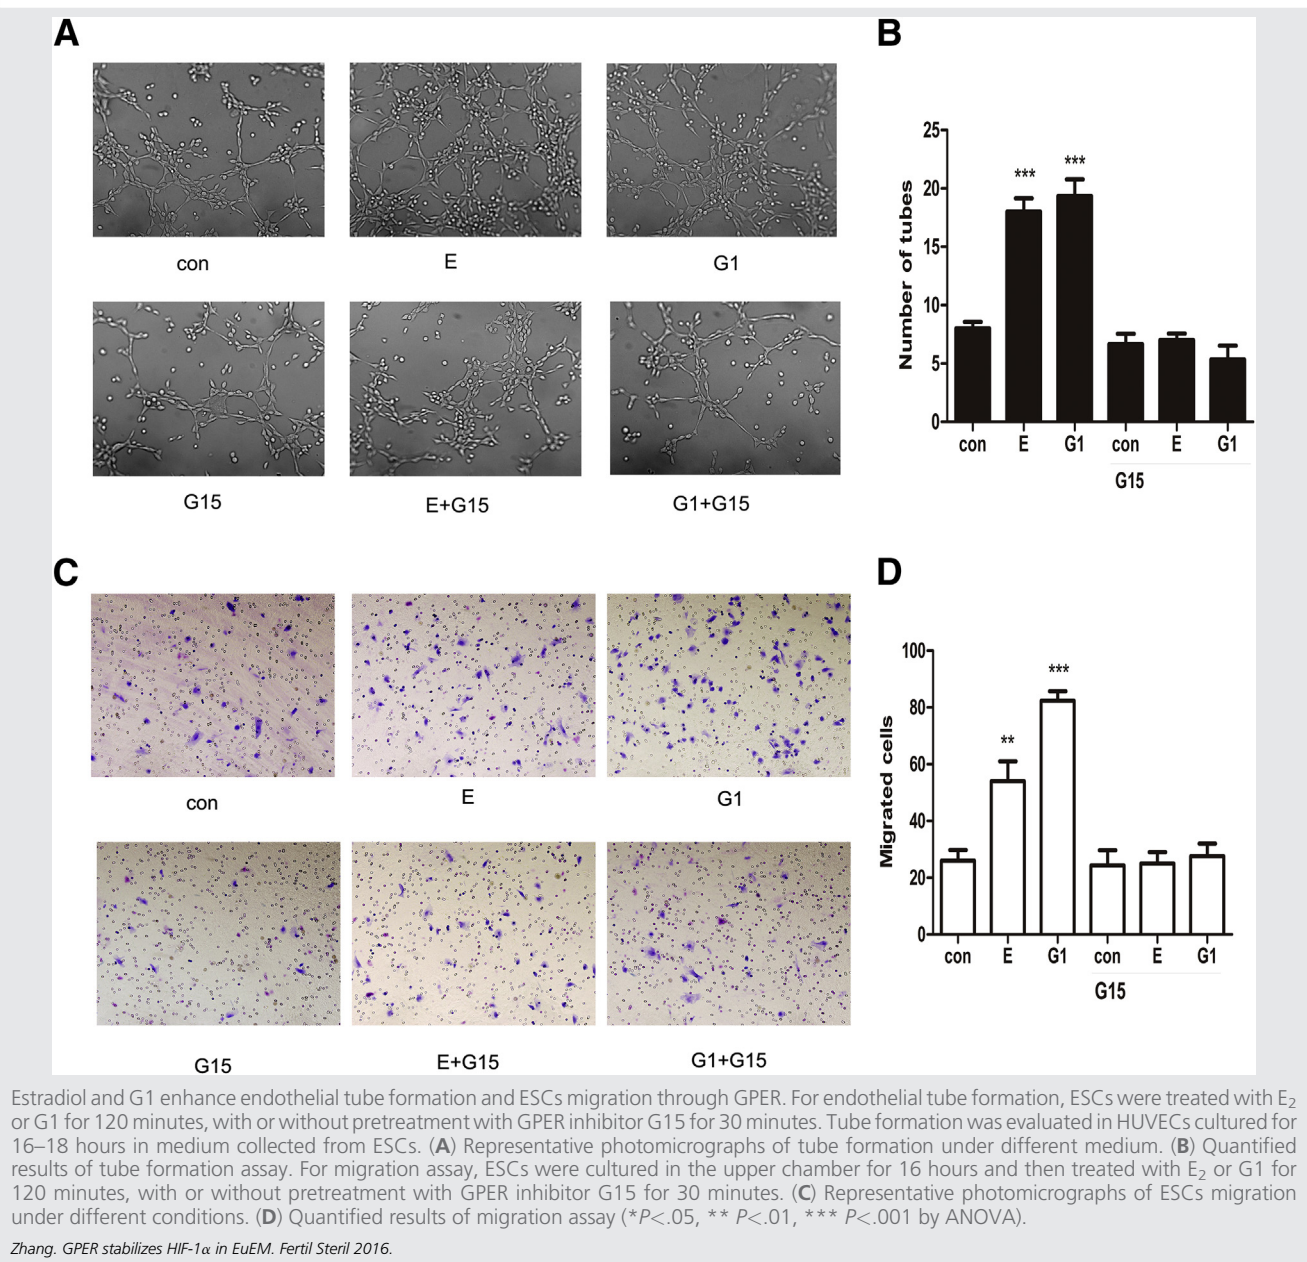 A
con
E
G1
G15
E+G15
G1+G15
B
Number of tubes
25
20
15
10
5
0
***
***
con E G1 con E G1
G15
C
con
E
G1
G15
E+G15
G1+G15
D
Migrated cells
100
80
60
40
20
0
**
***
con E G1 con E G1
G15
Estradiol and G1 enhance endothelial tube formation and ESCs migration through GPER. For endothelial tube formation, ESCs were treated with E2
or G1 for 120 minutes, with or without pretreatment with GPER inhibitor G15 for 30 minutes. Tube formation was evaluated in HUVECs cultured for
16–18 hours in medium collected from ESCs. (A) Representative photomicrographs of tube formation under different medium. (B) Quantified
results of tube formation assay. For migration assay, ESCs were cultured in the upper chamber for 16 hours and then treated with E2 or G1 for
120 minutes, with or without pretreatment with GPER inhibitor G15 for 30 minutes. (C) Representative photomicrographs of ESCs migration
under different conditions. (D) Quantified results of migration assay (*P<.05, ** P<.01, *** P<.001 by ANOVA).
Zhang. GPER stabilizes HIF-1α in EuEM. Fertil Steril 2016.